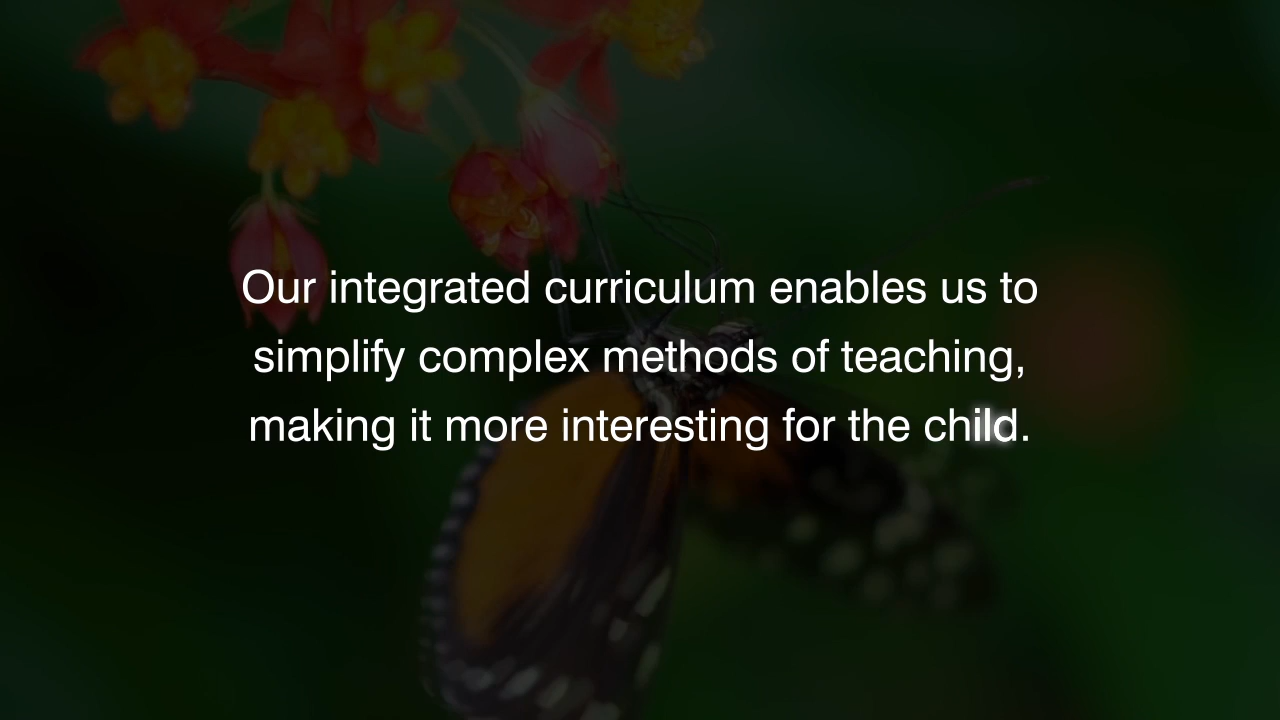 Our integrated curriculum enables us to
simplify complex methods of teaching,
making it more interesting for the child.